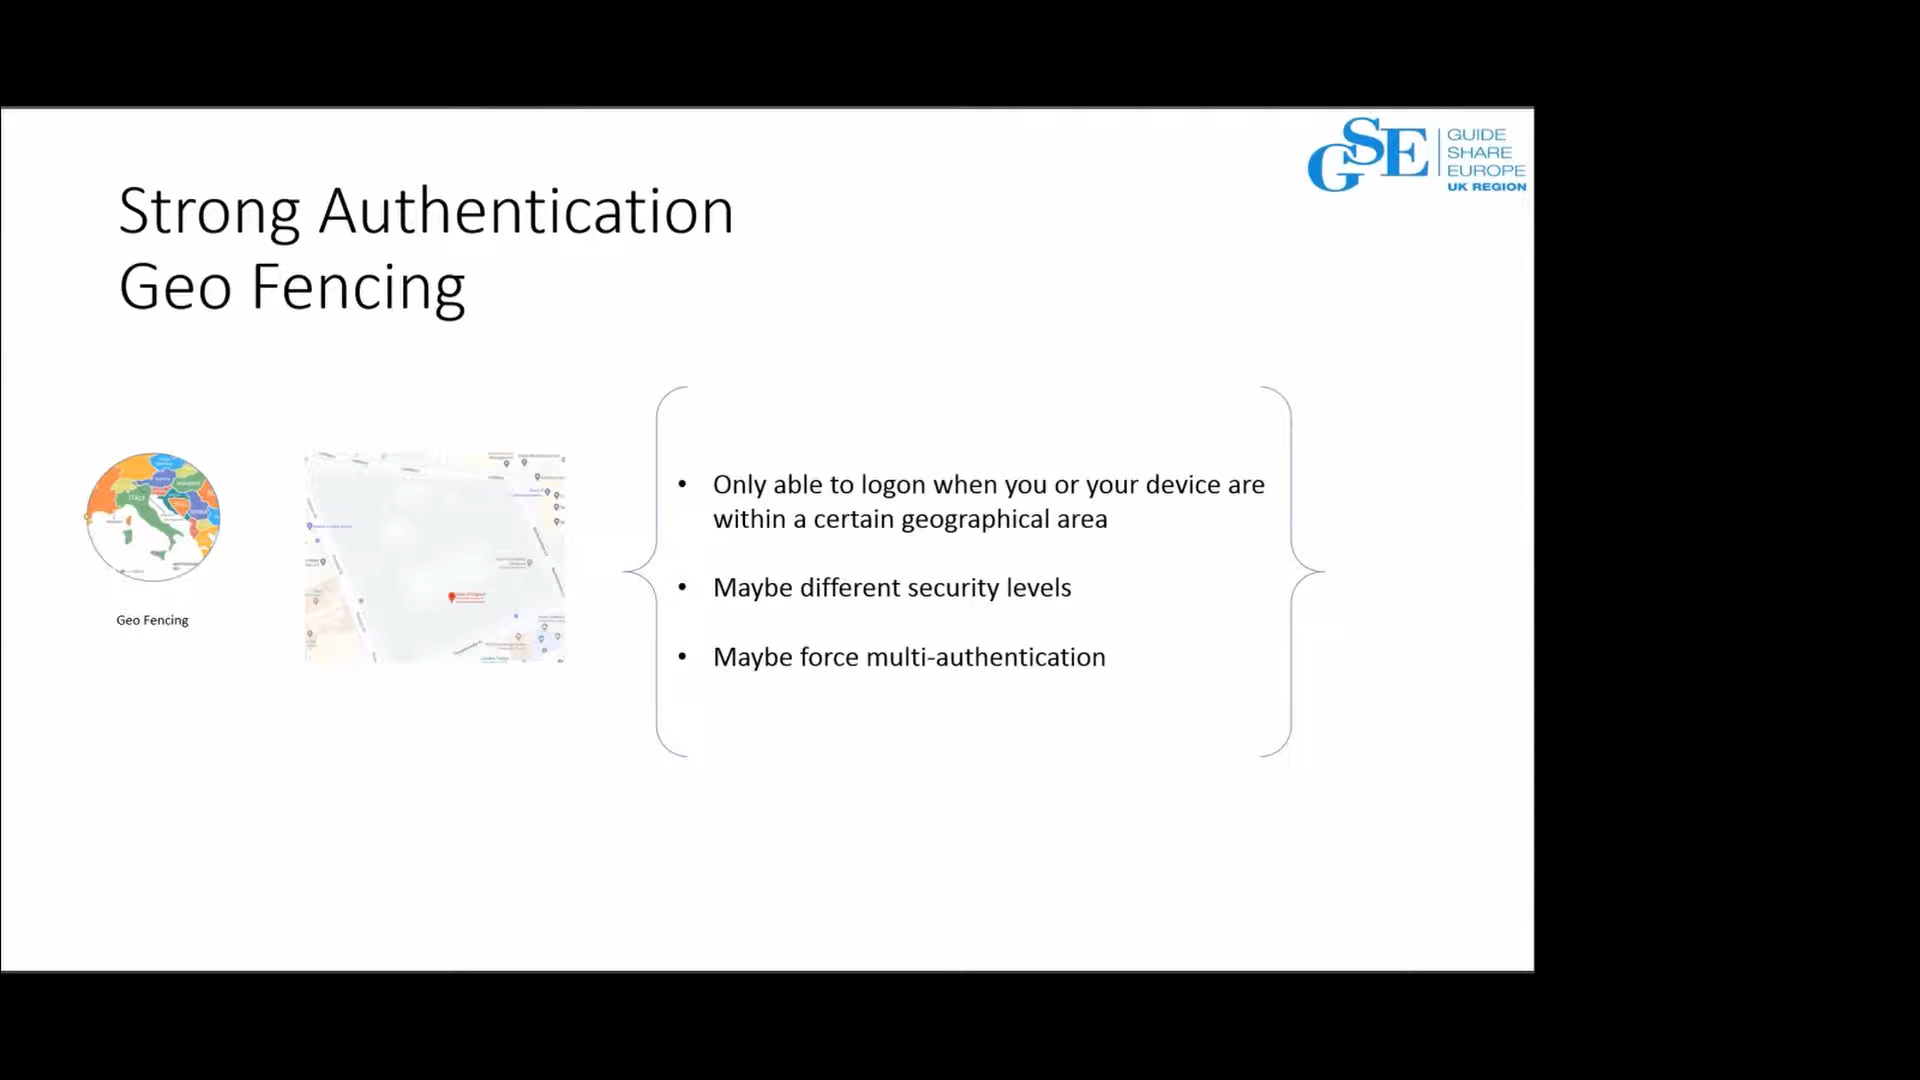 GSE
GUIDE
SHARE
EUROPE
UK REGION
Strong Authentication
Geo Fencing
ITALY
Geo Fencing
• Only able to logon when you or your device are
within a certain geographical area
• Maybe different security levels
• Maybe force multi-authentication